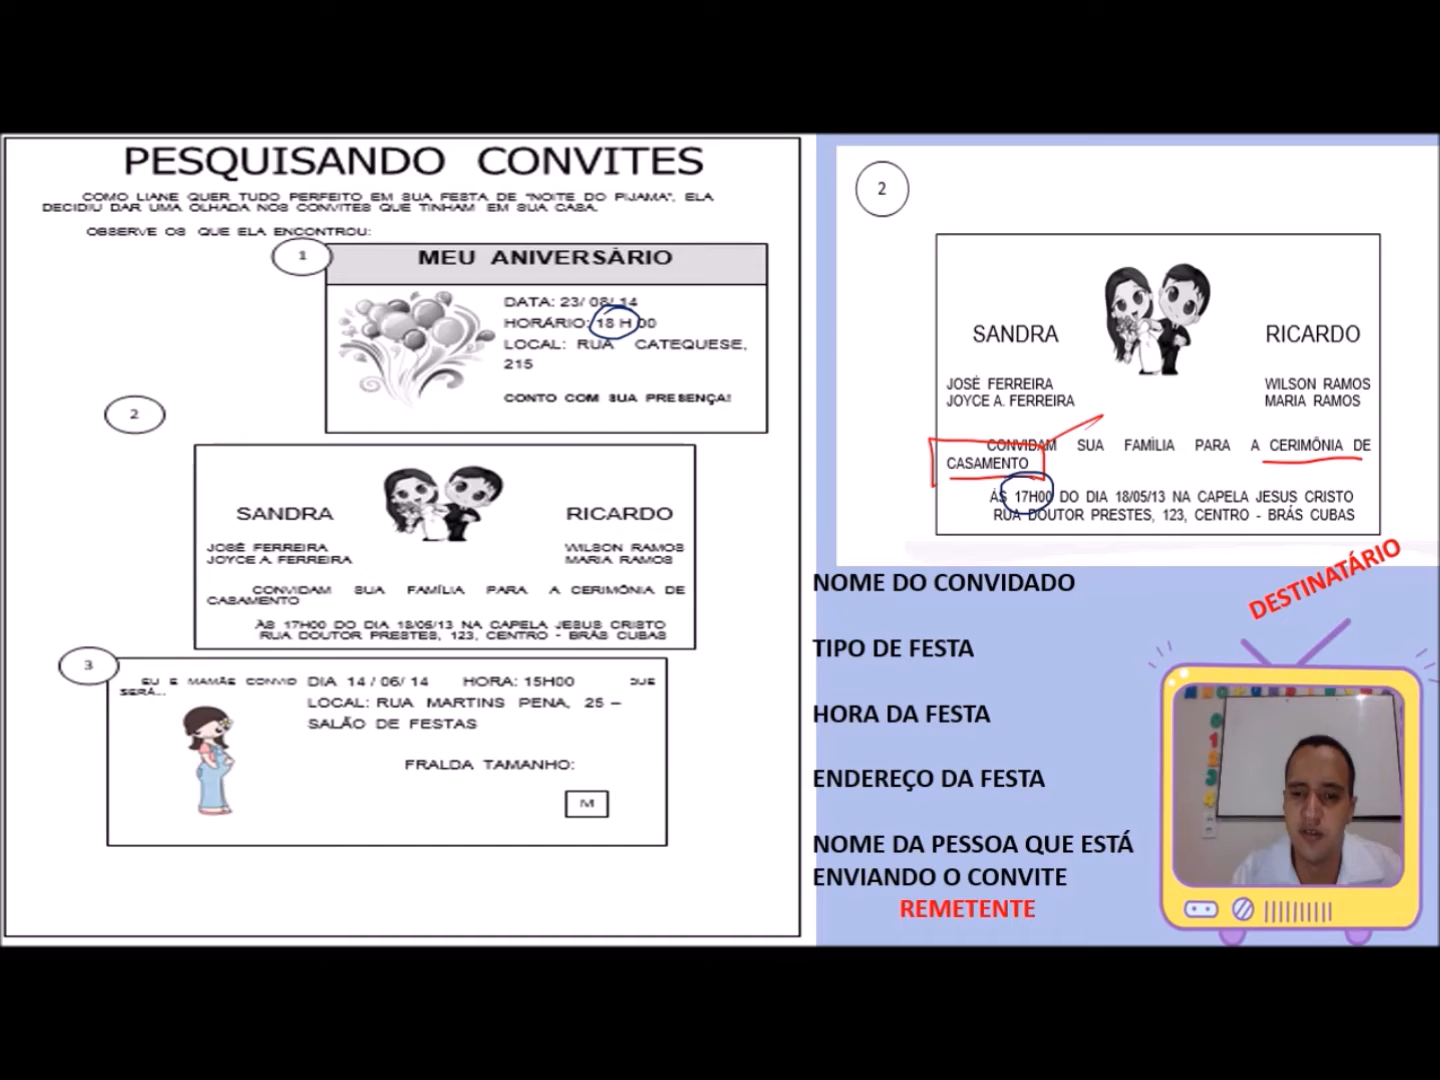 PESQUISANDO CONVITES
COMO LIANE QUER TUDO PERFEITO EM SUA FESTA DE "NOITE DO PIJAMA", ELA
DECIDIU DAR UMA OLHADA NOS CONVITES QUE TINHAM EM SUA CASA.
OBSERVE OS QUE ELA ENCONTROU:
1
MEU ANIVERSÁRIO
DATA: 23/ 08/ 14
HORÁRIO: 18 H 00
LOCAL: RUA CATEQUESE,
215
CONTO COM SUA PRESENÇA!
2
SANDRA RICARDO
JOSÉ FERREIRA WILSON RAMOS
JOYCE A. FERREIRA MARIA RAMOS
CONVIDAM SUA FAMÍLIA PARA A CERIMÔNIA DE
CASAMENTO
ÀS 17H00 DO DIA 18/05/13 NA CAPELA JESUS CRISTO
RUA DOUTOR PRESTES, 123, CENTRO - BRÁS CUBAS
3
EU E MAMÃE CONVID DIA 14 / 06/ 14 HORA: 15H00 QUE
SERÁ...
LOCAL: RUA MARTINS PENA, 25 –
SALÃO DE FESTAS
FRALDA TAMANHO:
M
2
SANDRA RICARDO
JOSÉ FERREIRA WILSON RAMOS
JOYCE A. FERREIRA MARIA RAMOS
CONVIDAM SUA FAMÍLIA PARA A CERIMÔNIA DE
CASAMENTO
ÀS 17H00 DO DIA 18/05/13 NA CAPELA JESUS CRISTO
RUA DOUTOR PRESTES, 123, CENTRO - BRÁS CUBAS
NOME DO CONVIDADO
DESTINATÁRIO
TIPO DE FESTA
HORA DA FESTA
ENDEREÇO DA FESTA
NOME DA PESSOA QUE ESTÁ
ENVIANDO O CONVITE
REMETENTE